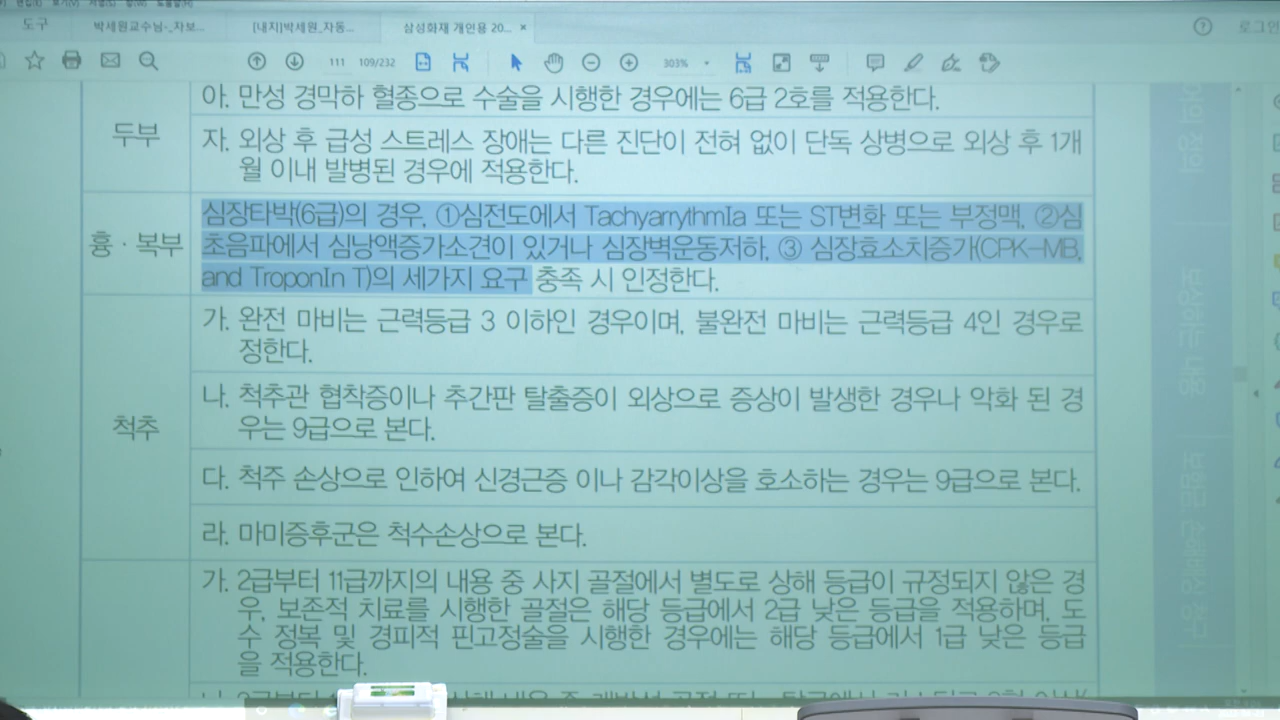 도구
박세원교수님-_자보...
[내지]박세원_자동...
삼성화재 개인용 20... ×
로그인
111
109/232
303%
두부
아. 만성 경막하 혈종으로 수술을 시행한 경우에는 6급 2호를 적용한다.
자. 외상 후 급성 스트레스 장애는 다른 진단이 전혀 없이 단독 상병으로 외상 후 1개
월 이내 발병된 경우에 적용한다.
흉 · 복부
심장타박(6급)의 경우, ①심전도에서 TachyarrythmIa 또는 ST변화 또는 부정맥, ②심
초음파에서 심낭액증가소견이 있거나 심장벽운동저하, ③ 심장효소치증가(CPK-MB,
and TroponIn T)의 세가지 요구 충족 시 인정한다.
척추
가. 완전 마비는 근력등급 3 이하인 경우이며, 불완전 마비는 근력등급 4인 경우로
정한다.
나. 척추관 협착증이나 추간판 탈출증이 외상으로 증상이 발생한 경우나 악화 된 경
우는 9급으로 본다.
다. 척주 손상으로 인하여 신경근증 이나 감각이상을 호소하는 경우는 9급으로 본다.
라. 마미증후군은 척수손상으로 본다.
가. 2급부터 11급까지의 내용 중 사지 골절에서 별도로 상해 등급이 규정되지 않은 경
우, 보존적 치료를 시행한 골절은 해당 등급에서 2급 낮은 등급을 적용하며, 도
수 정복 및 경피적 핀고정술을 시행한 경우에는 해당 등급에서 1급 낮은 등급
을 적용한다.
보상하는 내용